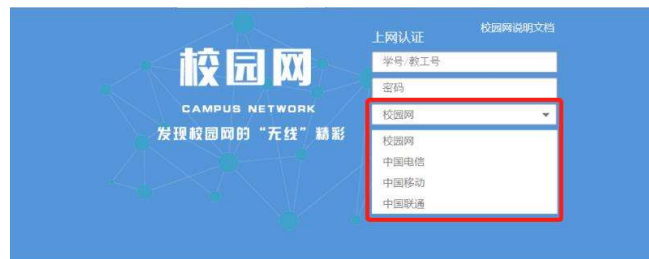 校园网
CAMPUS NETWORK
发现校园网的“无线”精彩
校园网说明文档
上网认证
学号/教工号
密码
校园网
校园网
中国电信
中国移动
中国联通